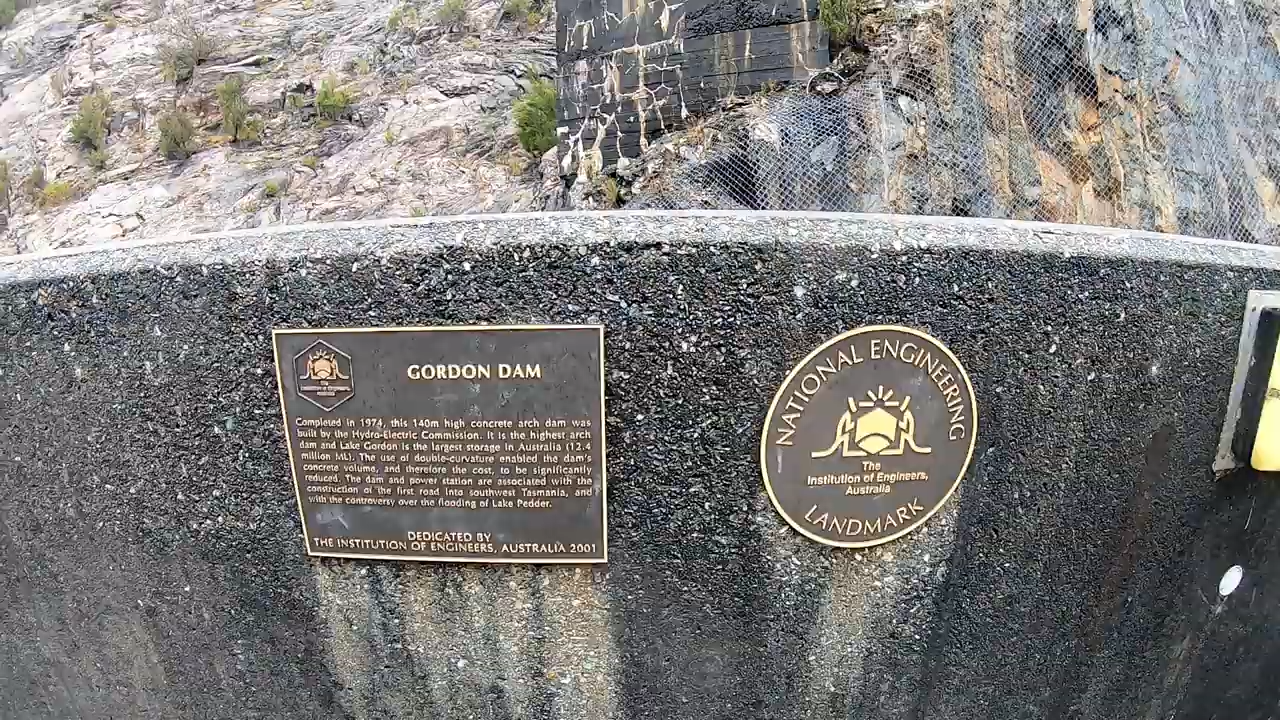 GORDON DAM
Completed in 1974, this 140m high concrete arch dam was
built by the Hydro-Electric Commission. It is the highest arch
dam and Lake Gordon is the largest storage in Australia (12.4
million ML). The use of double-curvature enabled the dam's
concrete volume, and therefore the cost, to be significantly
reduced. The dam and power station are associated with the
construction of the first road into southwest Tasmania, and
with the controversy over the flooding of Lake Pedder.
DEDICATED BY
THE INSTITUTION OF ENGINEERS, AUSTRALIA 2001
NATIONAL ENGINEERING
The
Institution of Engineers,
Australia
LANDMARK